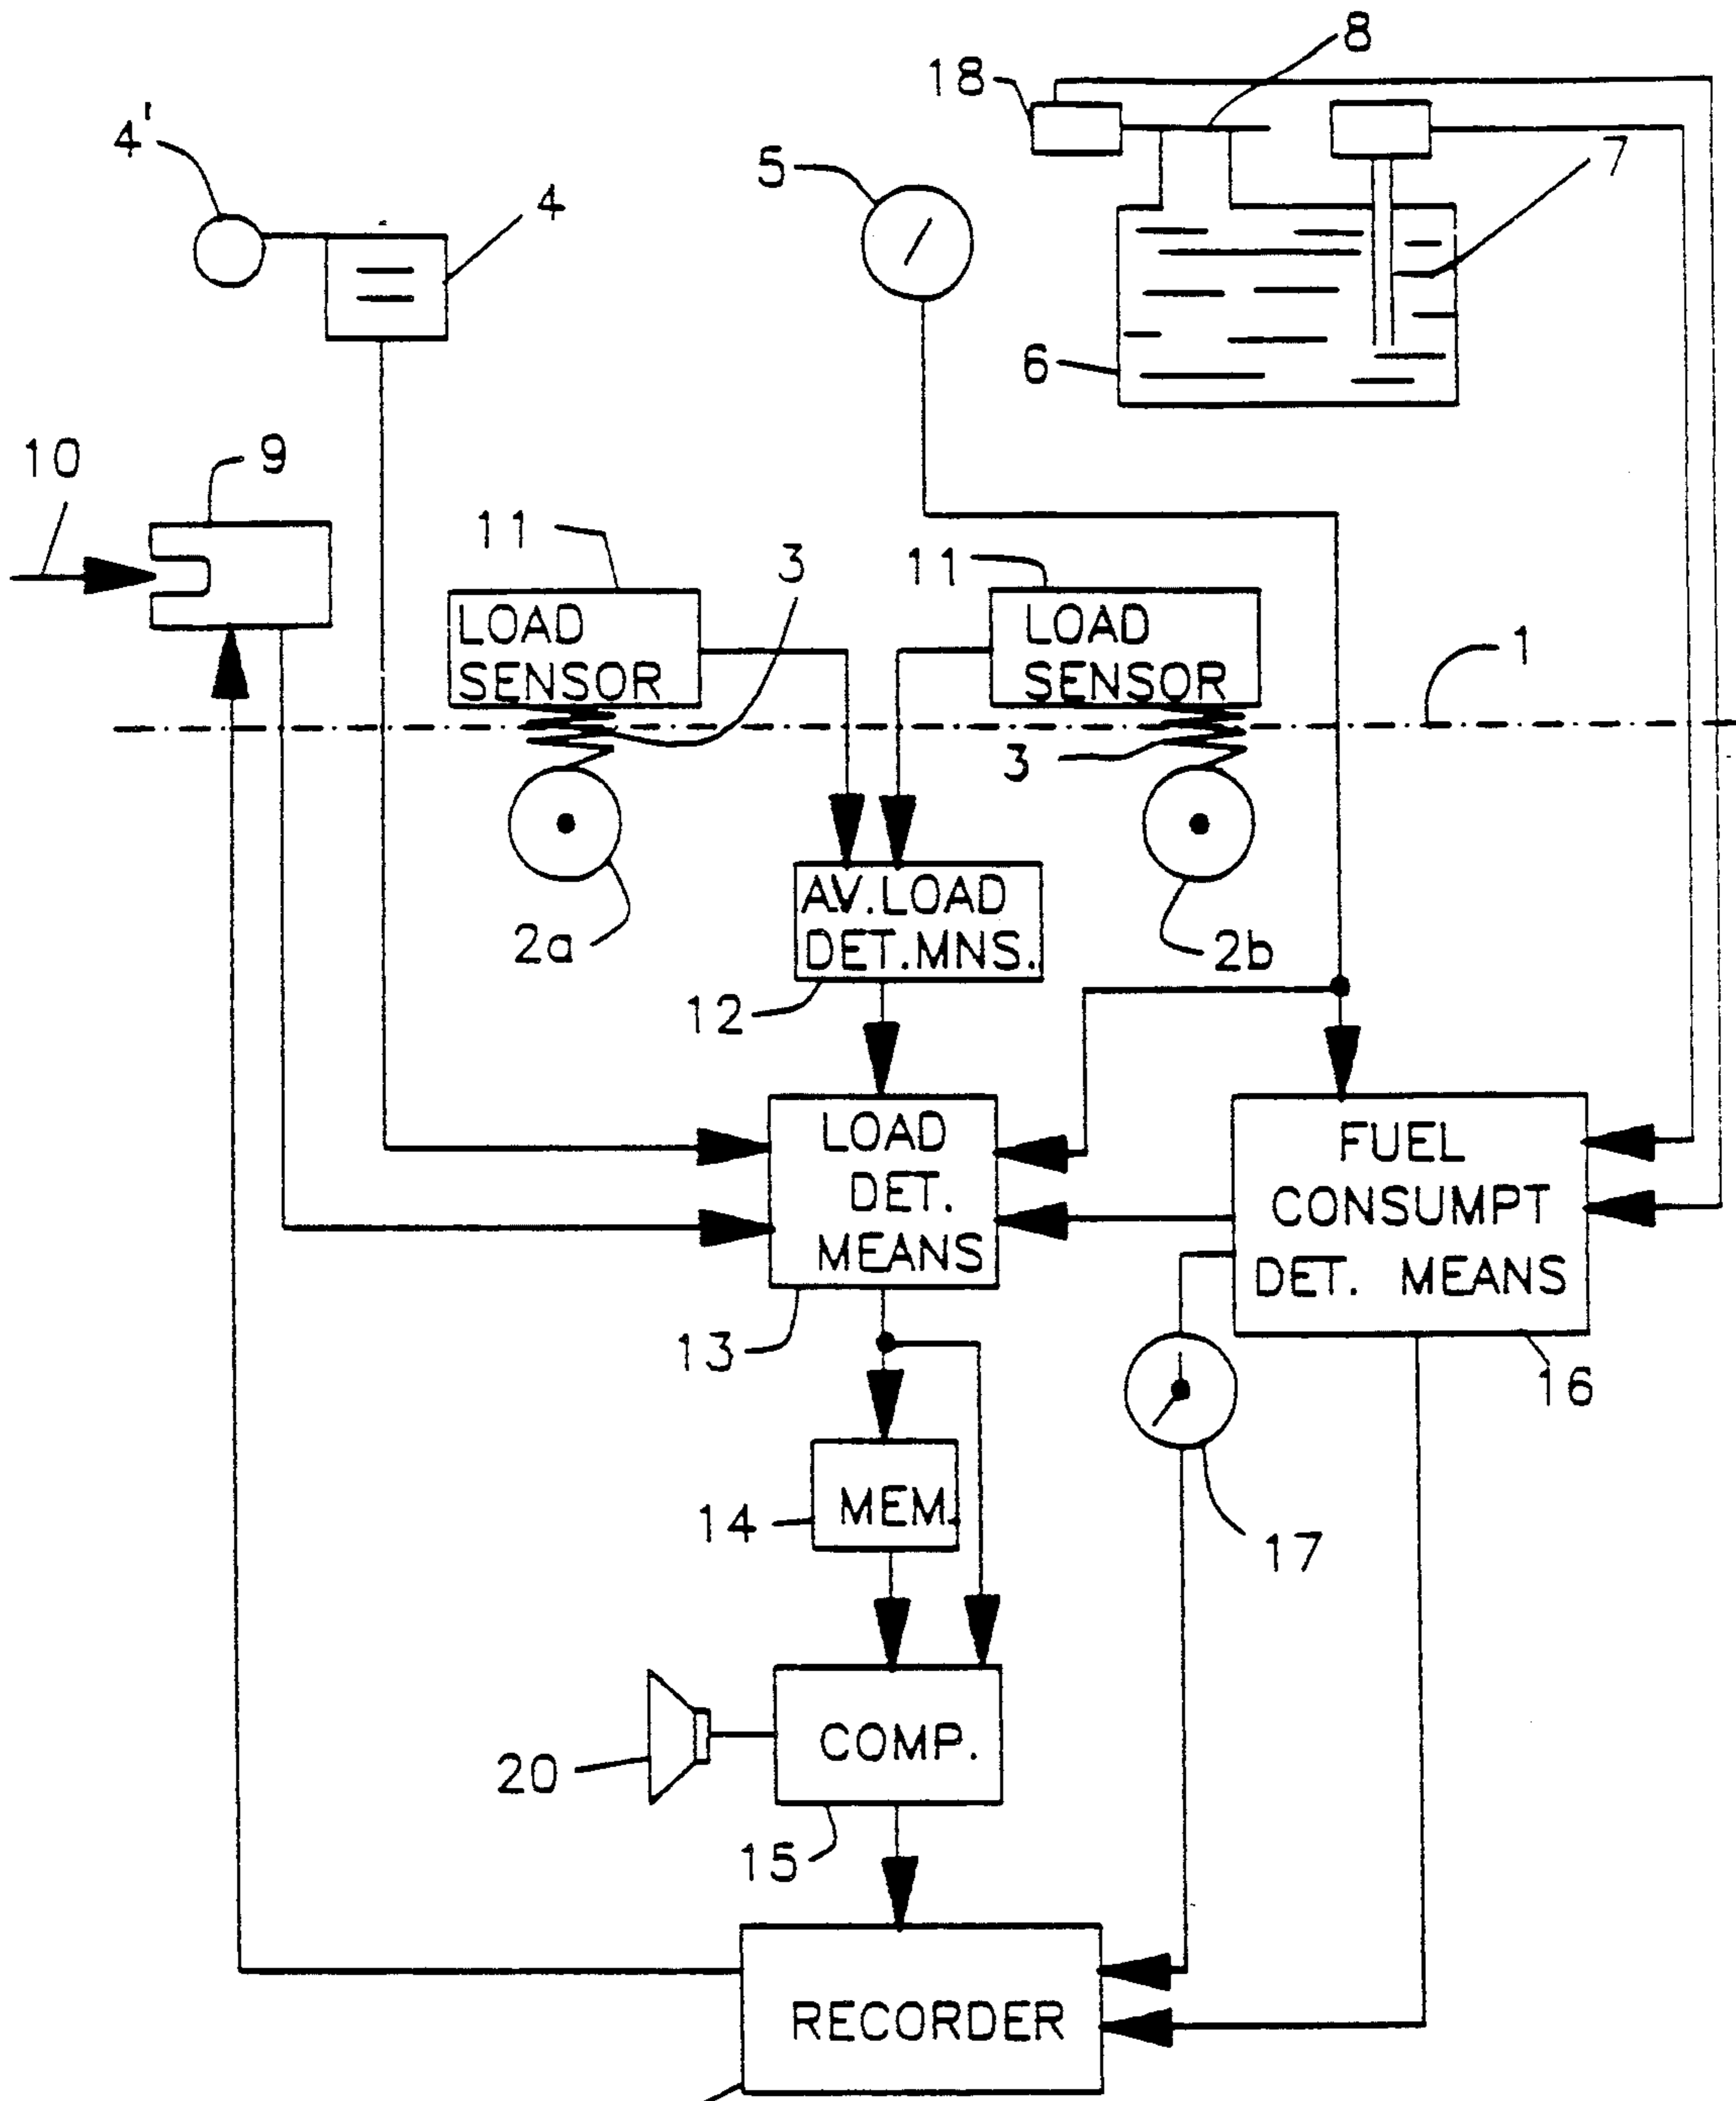 8
18
4'
5
7
4
6
9
10
11
3
11
LOAD
SENSOR
LOAD
SENSOR
1
3
AV.LOAD
DET.MNS.
2a
2b
12
LOAD
DET.
MEANS
FUEL
CONSUMPT
DET. MEANS
13
16
MEM.
14
17
COMP.
20
15
RECORDER